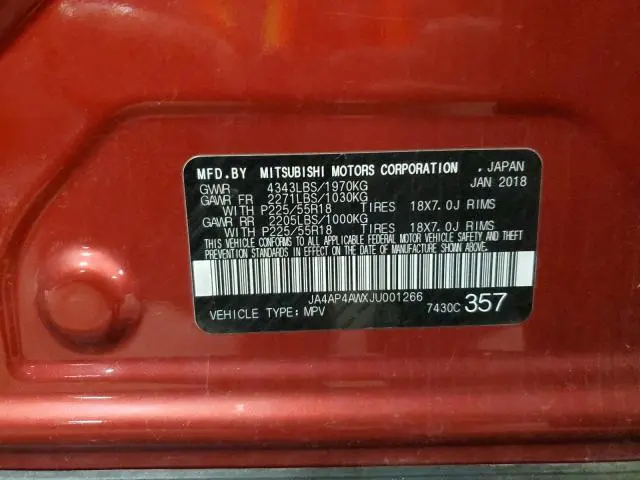 MFD.BY MITSUBISHI MOTORS CORPORATION , JAPAN
GVWR 4343LBS/1970KG JAN 2018
GAWR FR 2271LBS/1030KG
WITH P225/55R18 TIRES 18X7.0J RIMS
GAWR RR 2205LBS/1000KG
WITH P225/55R18 TIRES 18X7.0J RIMS
THIS VEHICLE CONFORMS TO ALL APPLICABLE FEDERAL MOTOR VEHICLE SAFETY, BUMPER, AND THEFT
PREVENTION STANDARDS IN EFFECT ON THE DATE OF MANUFACTURE SHOWN ABOVE.
JA4AP4AWXJU001266
VEHICLE TYPE: MPV 7430C 357